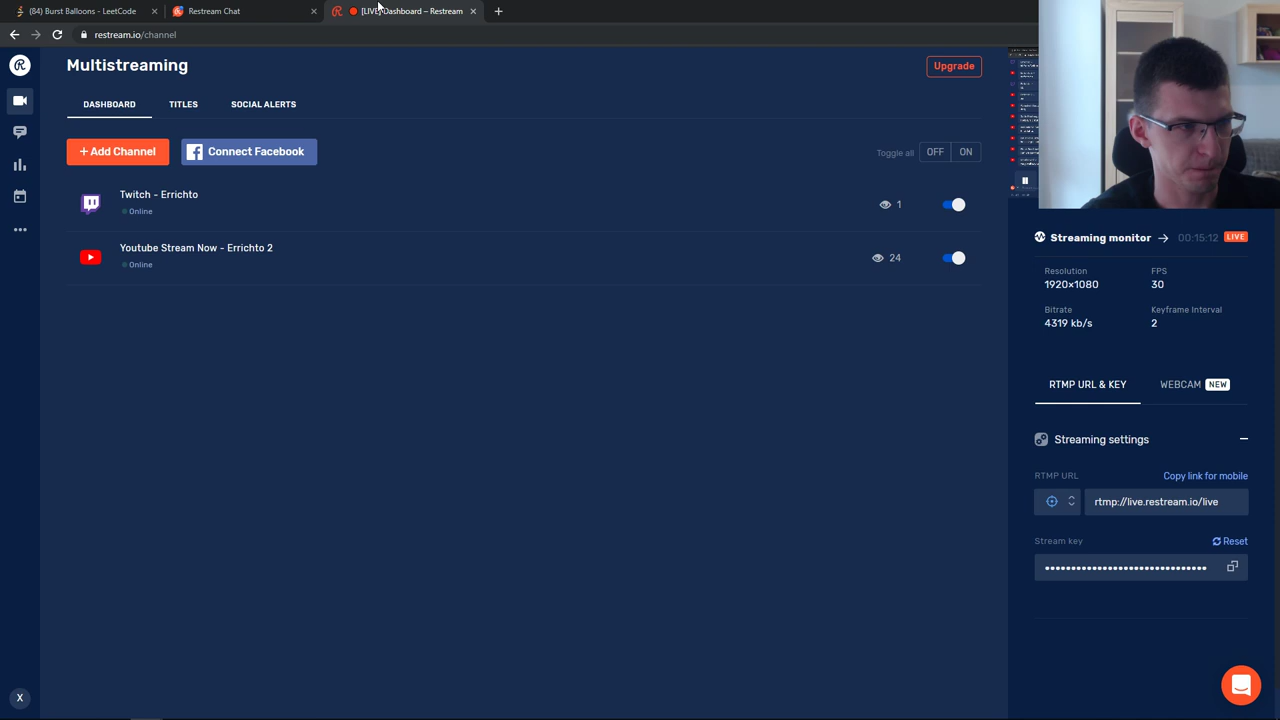 (84) Burst Balloons - LeetCode
Restream Chat
[LIVE] Dashboard – Restream
restream.io/channel
Multistreaming
Upgrade
DASHBOARD
TITLES
SOCIAL ALERTS
+ Add Channel
Connect Facebook
Toggle all
OFF
ON
Twitch - Errichto
Online
1
Youtube Stream Now - Errichto 2
Online
24
Streaming monitor
00:15:12
LIVE
Resolution
1920×1080
FPS
30
Bitrate
4319 kb/s
Keyframe Interval
2
RTMP URL & KEY
WEBCAM NEW
Streaming settings
RTMP URL
Copy link for mobile
rtmp://live.restream.io/live
Stream key
Reset
X